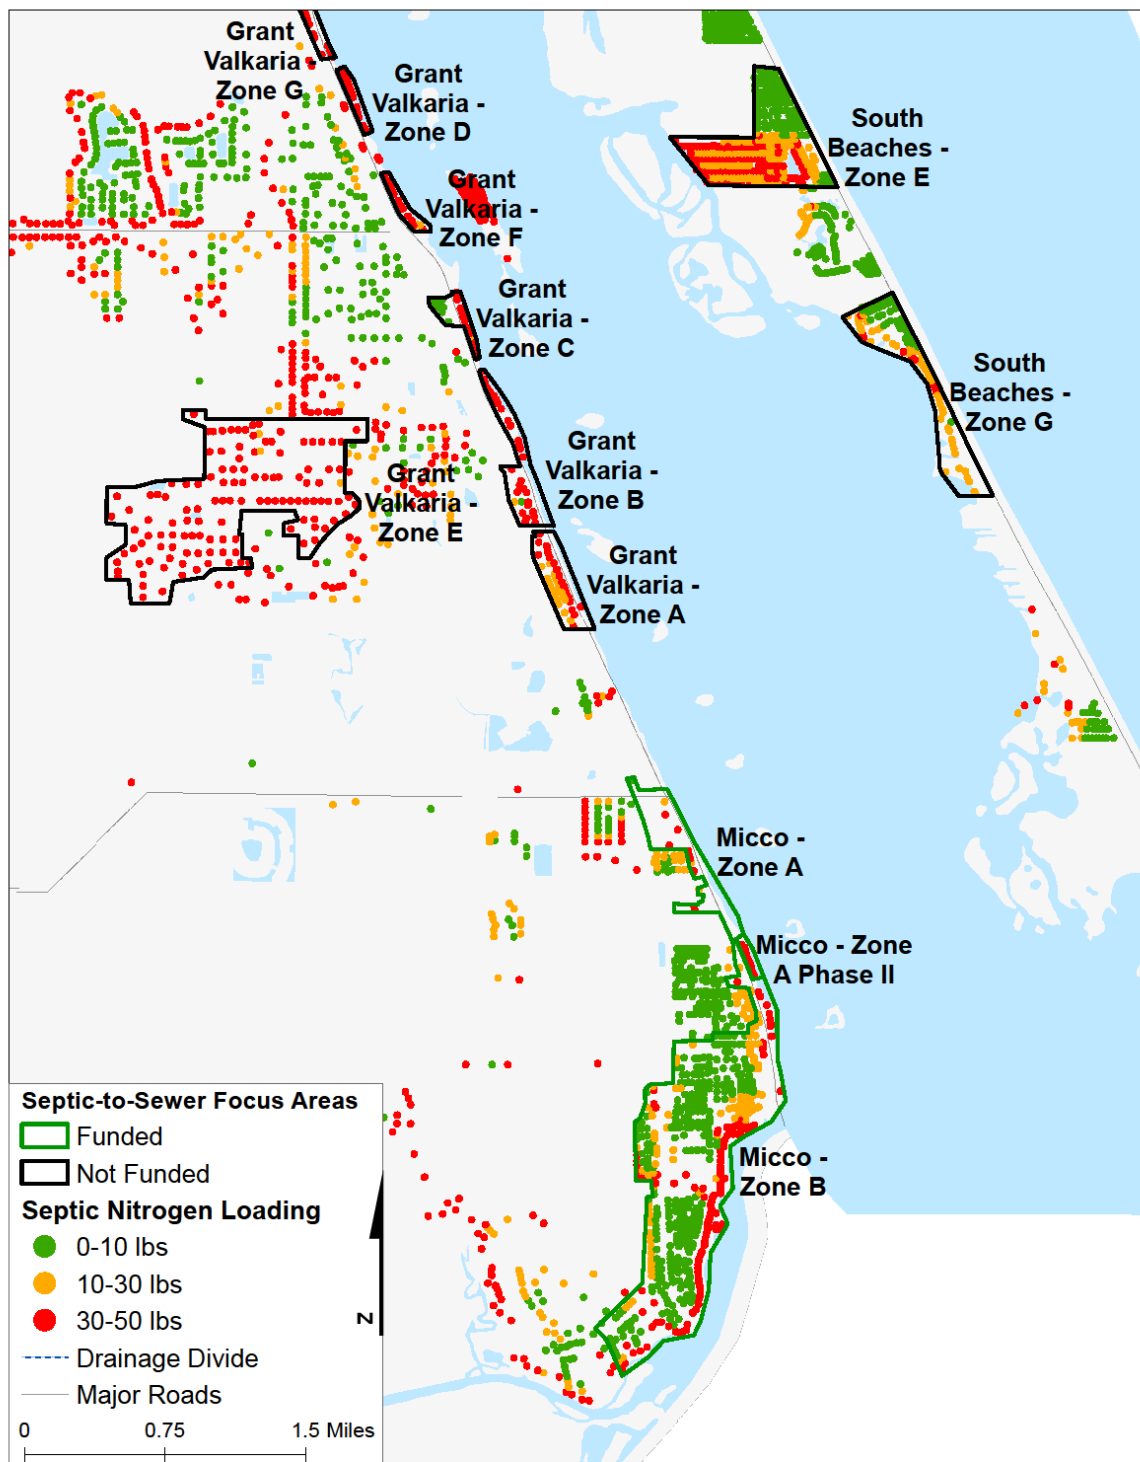 Grant
Valkaria -
Zone G
Grant
Valkaria -
Zone D
Grant
Valkaria -
Zone F
Grant
Valkaria -
Zone C
Grant
Valkaria -
Zone B
Grant
Valkaria -
Zone E
Grant
Valkaria -
Zone A
South
Beaches -
Zone E
South
Beaches -
Zone G
Micco -
Zone A
Micco - Zone
A Phase II
Micco -
Zone B
Septic-to-Sewer Focus Areas
Funded
Not Funded
Septic Nitrogen Loading
0-10 lbs
10-30 lbs
30-50 lbs
Drainage Divide
Major Roads
N
0 0.75 1.5 Miles